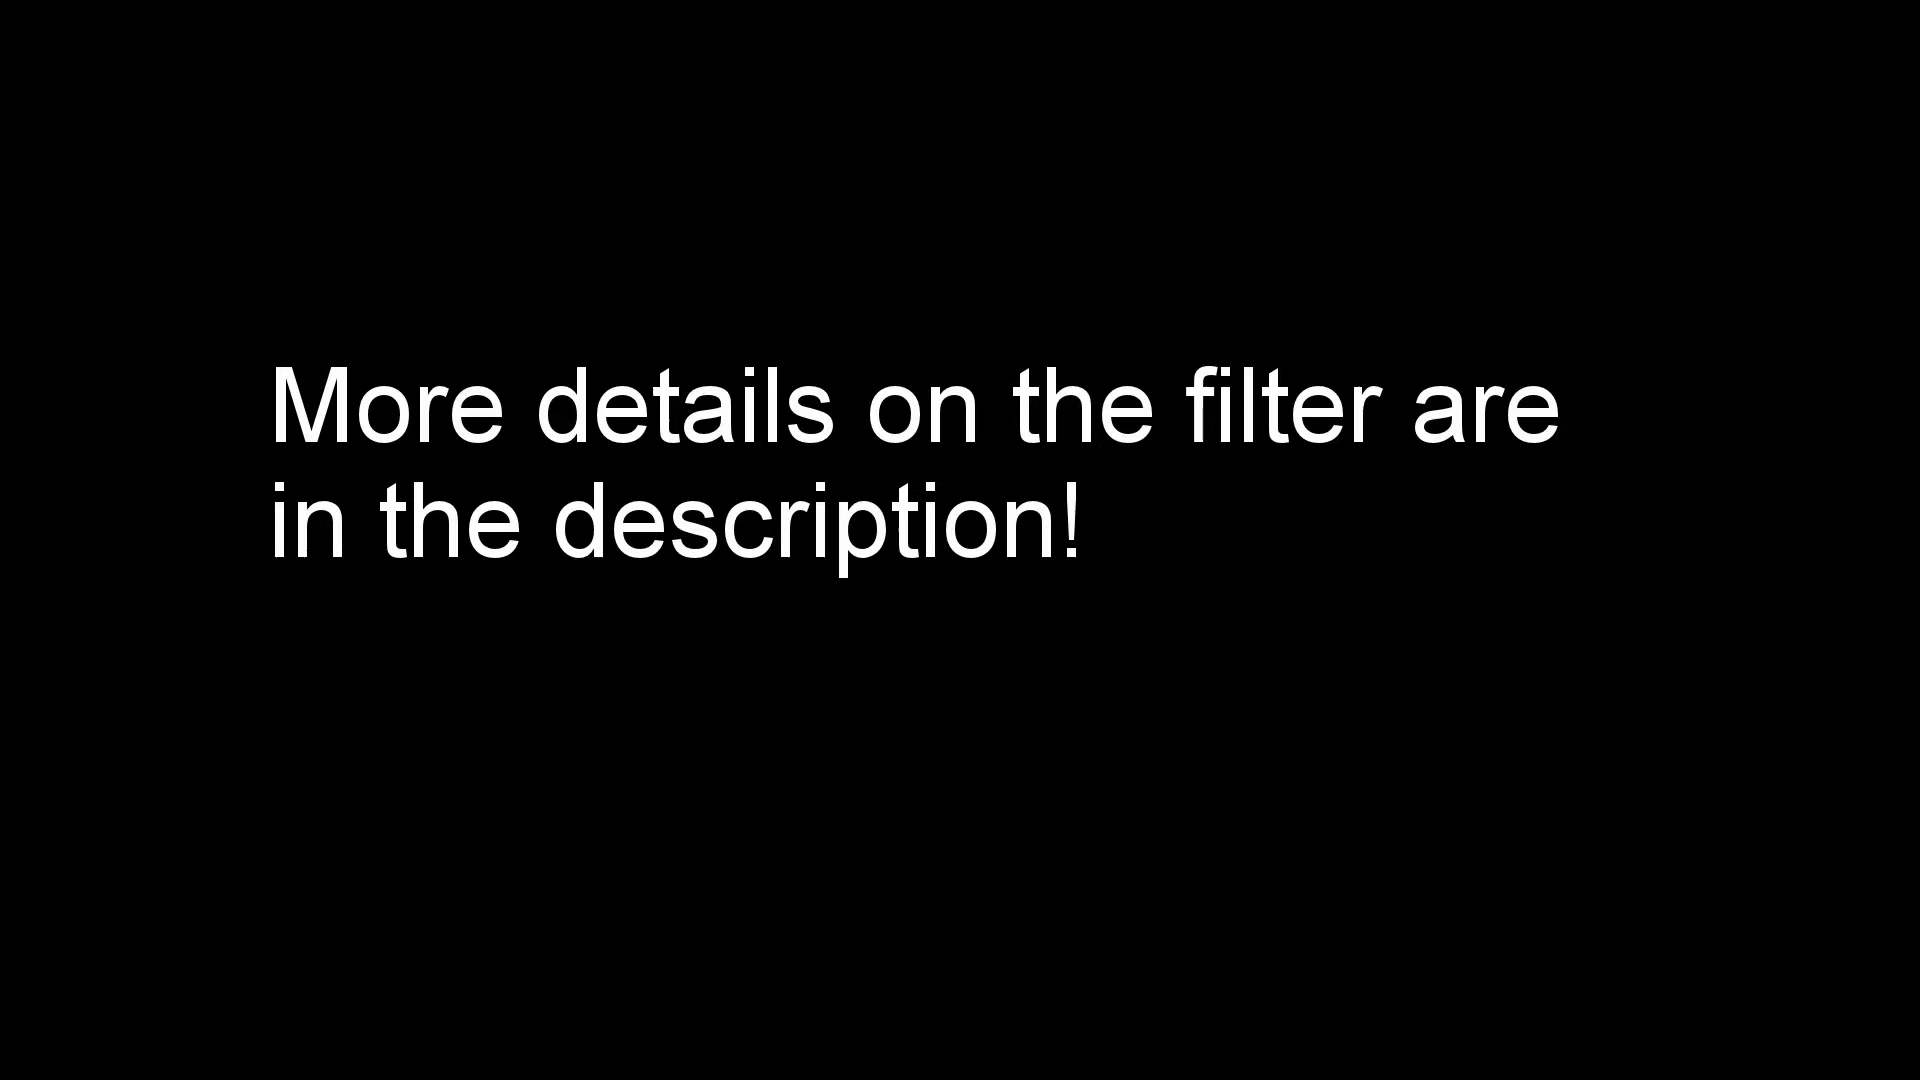 More details on the filter are
in the description!